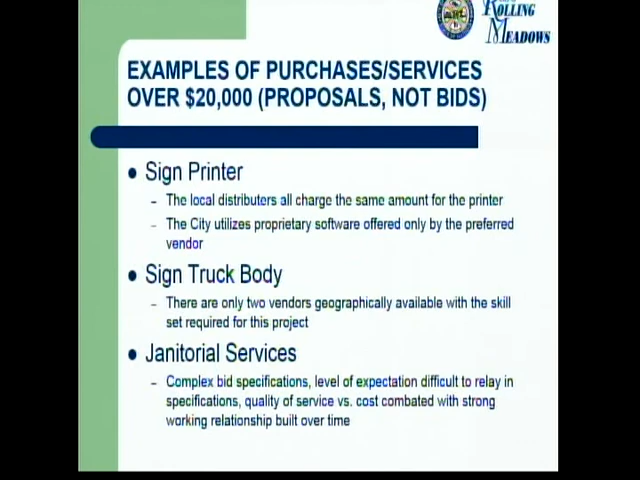 ROLLING
MEADOWS
EXAMPLES OF PURCHASES/SERVICES
OVER $20,000 (PROPOSALS, NOT BIDS)
• Sign Printer
– The local distributers all charge the same amount for the printer
– The City utilizes proprietary software offered only by the preferred
vendor
• Sign Truck Body
– There are only two vendors geographically available with the skill
set required for this project
• Janitorial Services
– Complex bid specifications, level of expectation difficult to relay in
specifications, quality of service vs. cost combated with strong
working relationship built over time